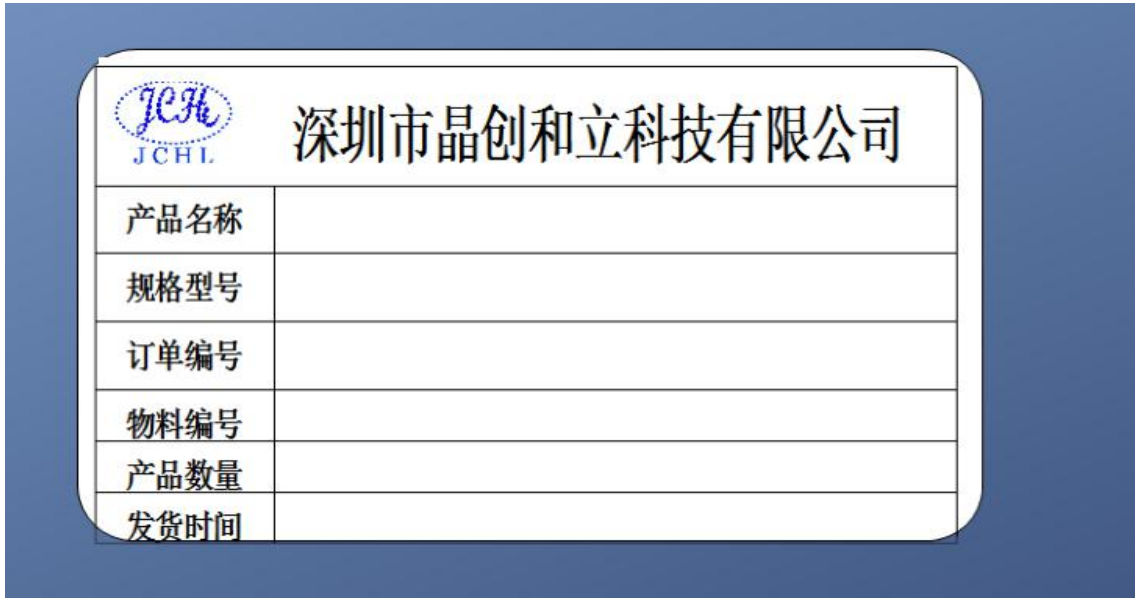 JCHL
JCHL
深圳市晶创和立科技有限公司
产品名称
规格型号
订单编号
物料编号
产品数量
发货时间